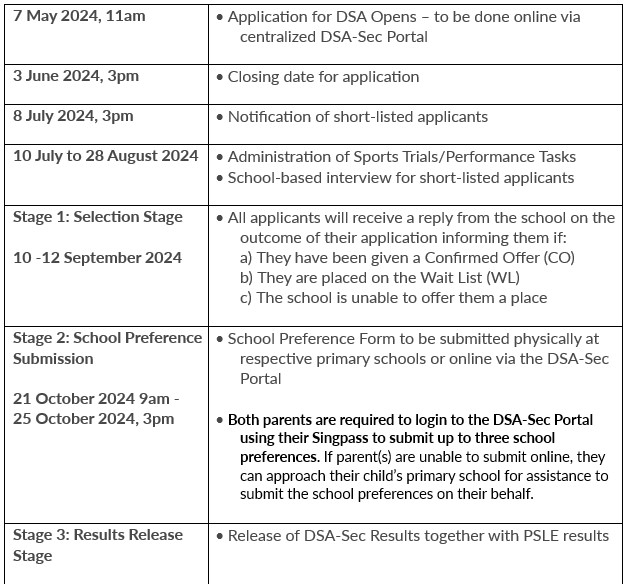 7 May 2024, 11am
• Application for DSA Opens – to be done online via
centralized DSA-Sec Portal
3 June 2024, 3pm
• Closing date for application
8 July 2024, 3pm
• Notification of short-listed applicants
10 July to 28 August 2024
• Administration of Sports Trials/Performance Tasks
• School-based interview for short-listed applicants
Stage 1: Selection Stage
10 -12 September 2024
• All applicants will receive a reply from the school on the
outcome of their application informing them if:
a) They have been given a Confirmed Offer (CO)
b) They are placed on the Wait List (WL)
c) The school is unable to offer them a place
Stage 2: School Preference
Submission
21 October 2024 9am -
25 October 2024, 3pm
• School Preference Form to be submitted physically at
respective primary schools or online via the DSA-Sec
Portal
• Both parents are required to login to the DSA-Sec Portal
using their Singpass to submit up to three school
preferences. If parent(s) are unable to submit online, they
can approach their child’s primary school for assistance to
submit the school preferences on their behalf.
Stage 3: Results Release
Stage
• Release of DSA-Sec Results together with PSLE results